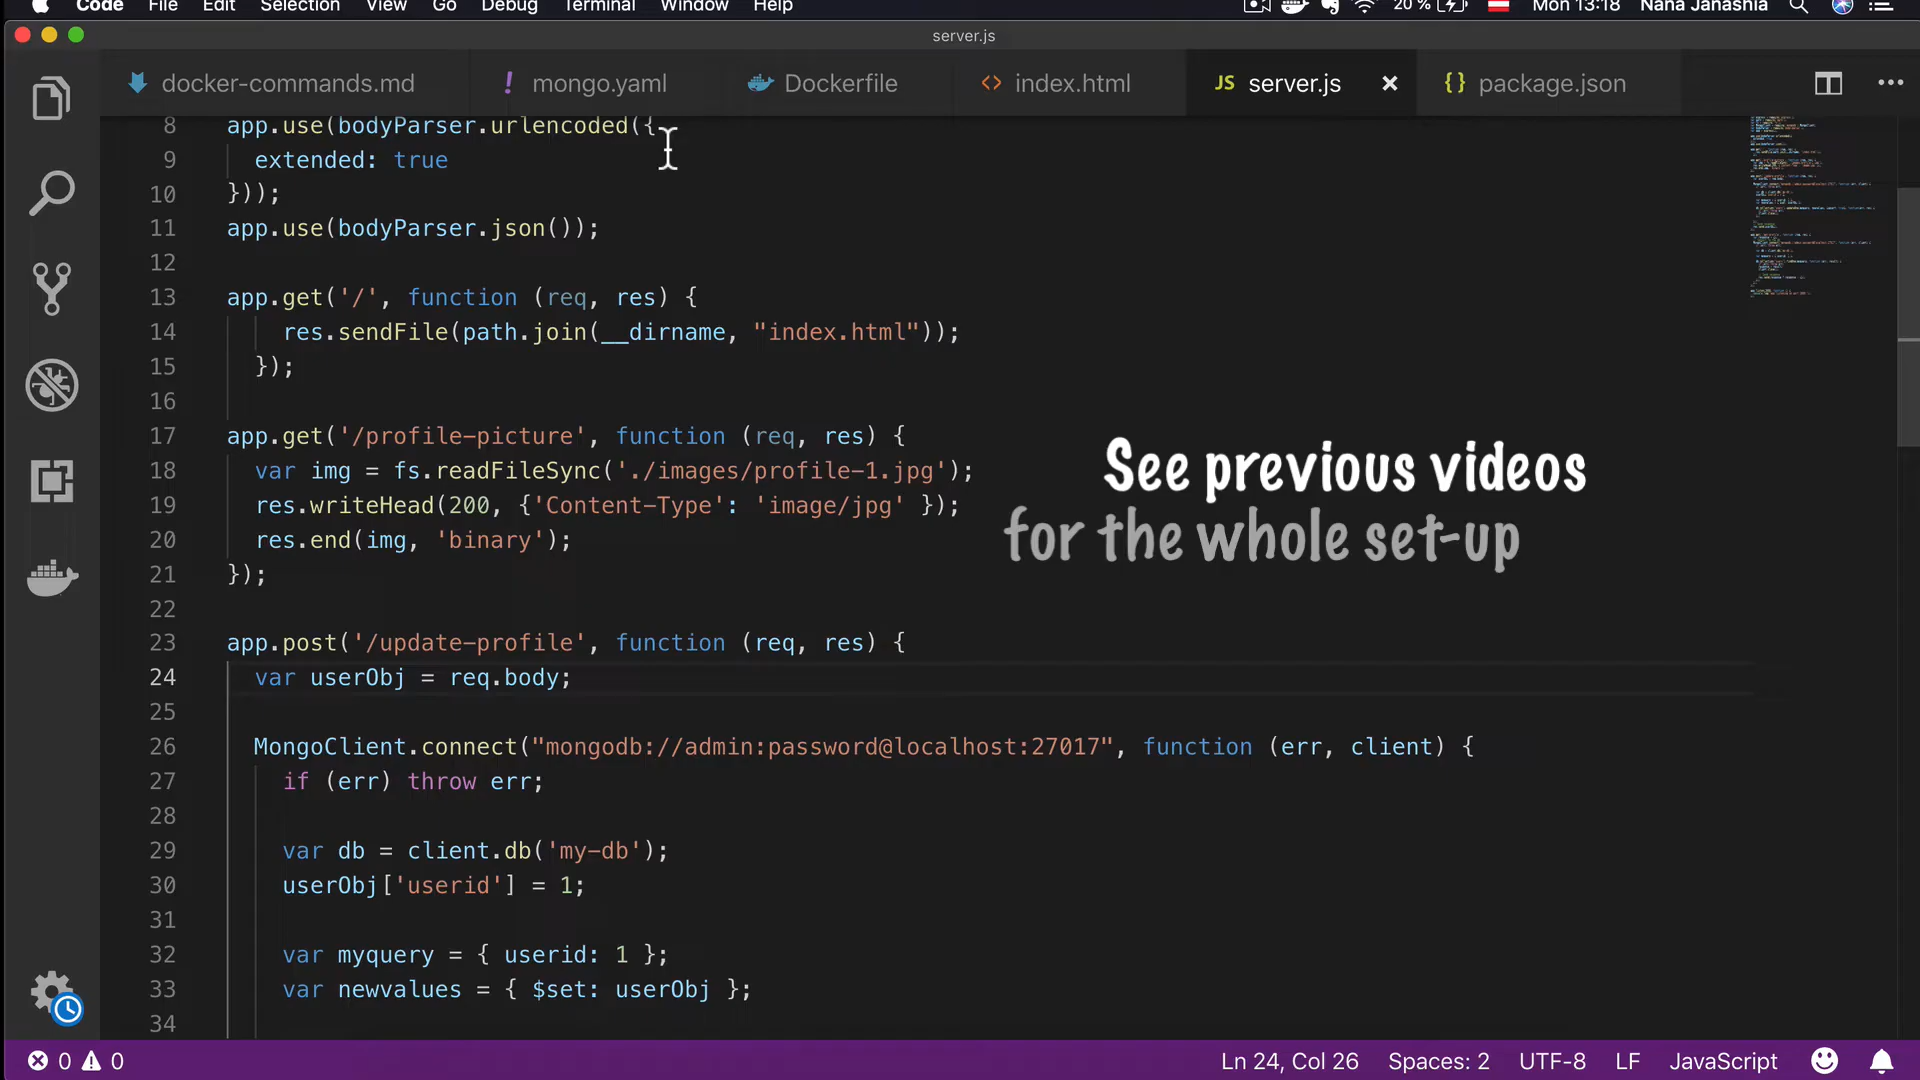 Code File Edit Selection View Go Debug Terminal Window Help 20 % Mon 13:18 Nana Janashia
server.js
docker-commands.md ! mongo.yaml Dockerfile <> index.html JS server.js × {} package.json ...
8 app.use(bodyParser.urlencoded({
9 extended: true
10 }));
11 app.use(bodyParser.json());
12
13 app.get('/', function (req, res) {
14 res.sendFile(path.join(__dirname, "index.html"));
15 });
16
17 app.get('/profile-picture', function (req, res) {
18 var img = fs.readFileSync('./images/profile-1.jpg');
19 res.writeHead(200, {'Content-Type': 'image/jpg' });
20 res.end(img, 'binary');
21 });
22
23 app.post('/update-profile', function (req, res) {
24 var userObj = req.body;
25
26 MongoClient.connect("mongodb://admin:password@localhost:27017", function (err, client) {
27 if (err) throw err;
28
29 var db = client.db('my-db');
30 userObj['userid'] = 1;
31
32 var myquery = { userid: 1 };
33 var newvalues = { $set: userObj };
34
See previous videos
for the whole set-up
0 0 Ln 24, Col 26 Spaces: 2 UTF-8 LF JavaScript